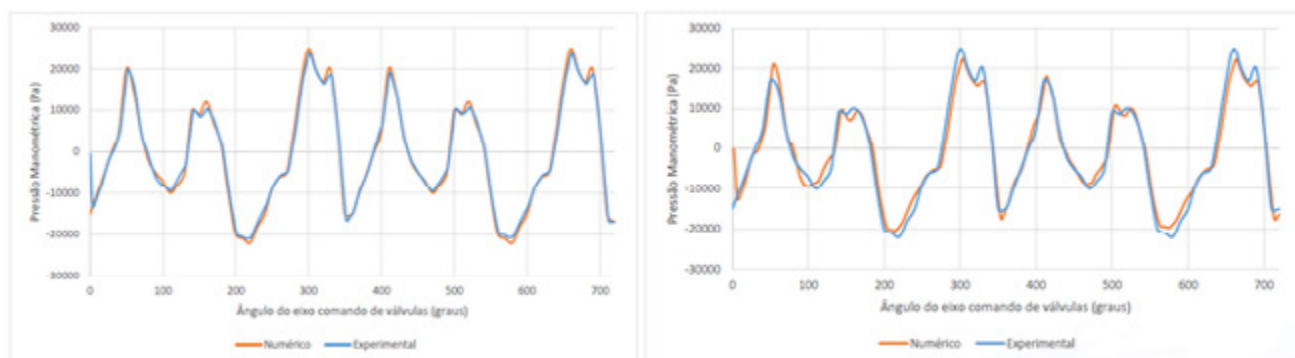 30000
20000
10000
0
-10000
-20000
-30000
Pressão Manométrica (Pa)
0 100 200 300 400 500 600 700
Ângulo do eixo comando de válvulas (graus)
Numérico Experimental
30000
20000
10000
0
-10000
-20000
-30000
Pressão Manométrica (Pa)
0 100 200 300 400 500 600 700
Ângulo do eixo comando de válvulas (graus)
Numérico Experimental